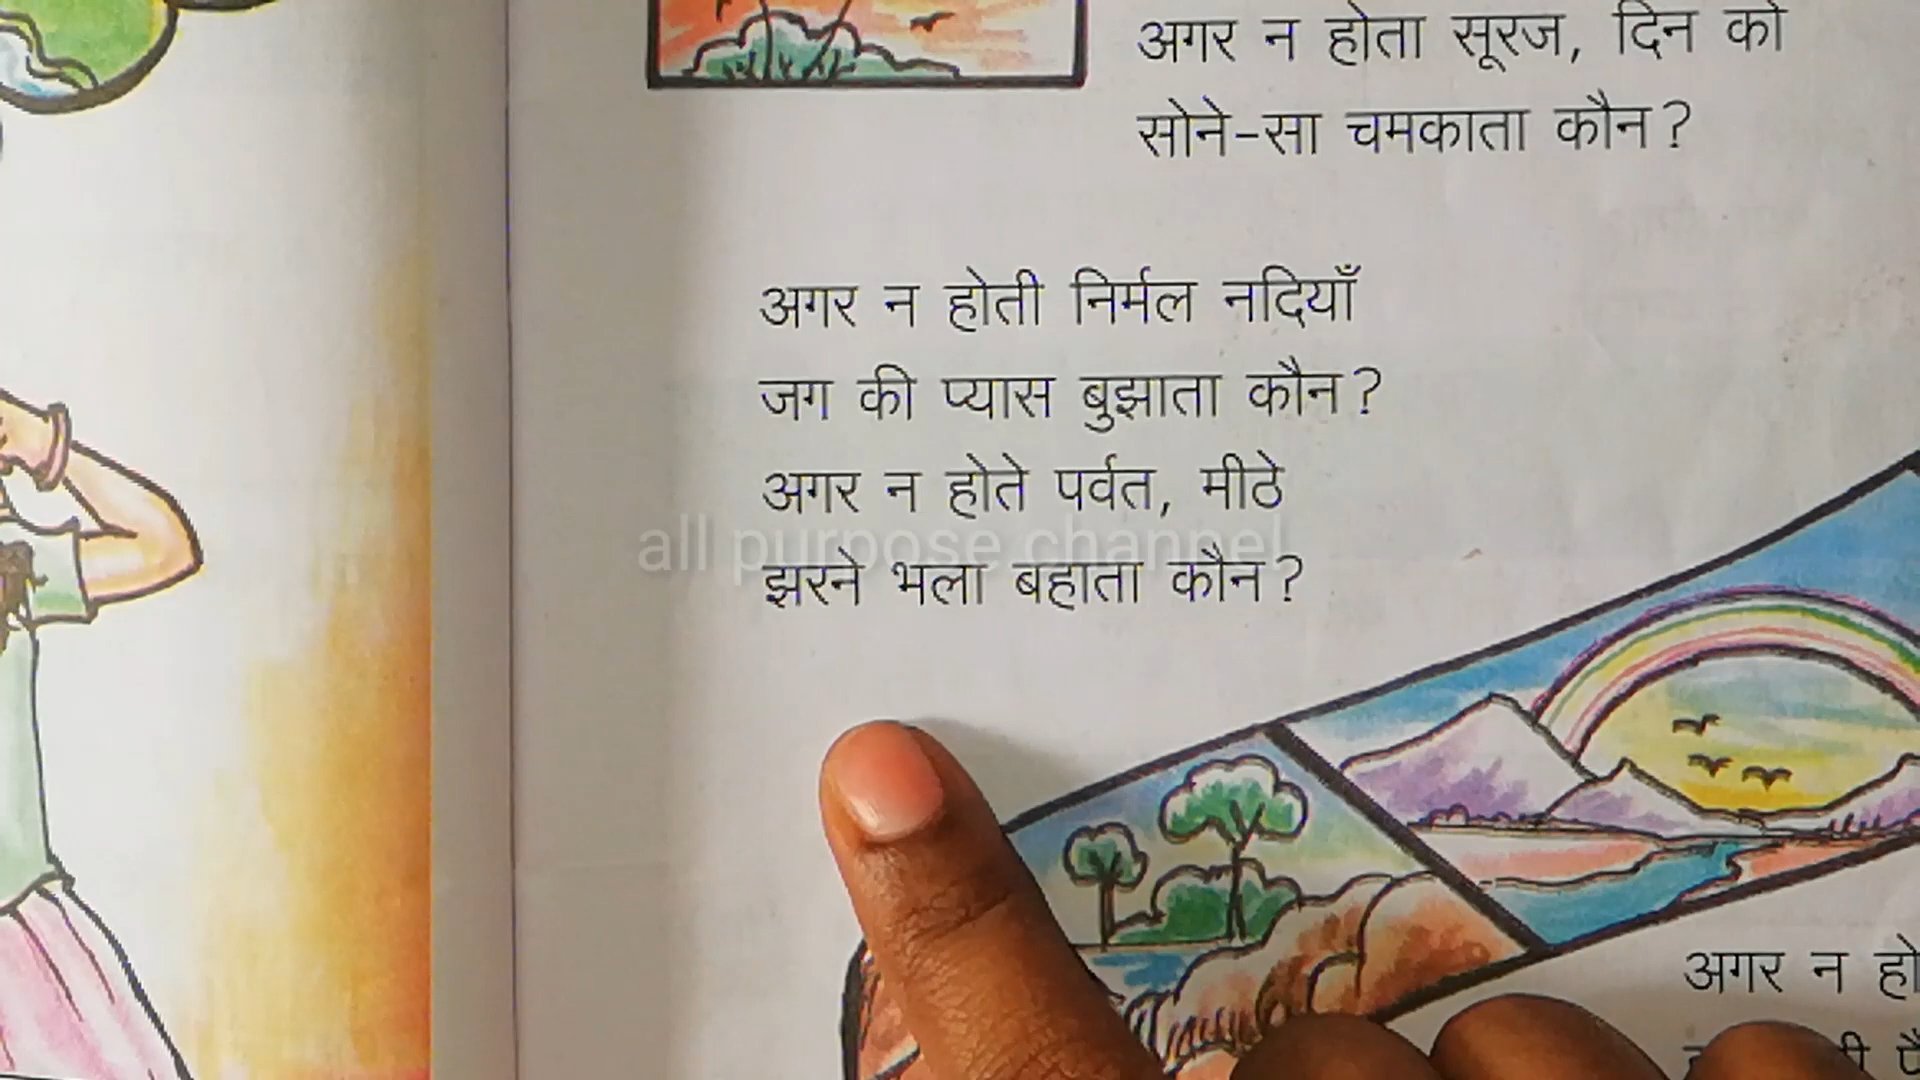 अगर न होता सूरज, दिन को
सोने-सा चमकाता कौन?
अगर न होती निर्मल नदियाँ
जग की प्यास बुझाता कौन?
अगर न होते पर्वत, मीठे
all purpose channel
झरने भला बहाता कौन?
अगर न हो